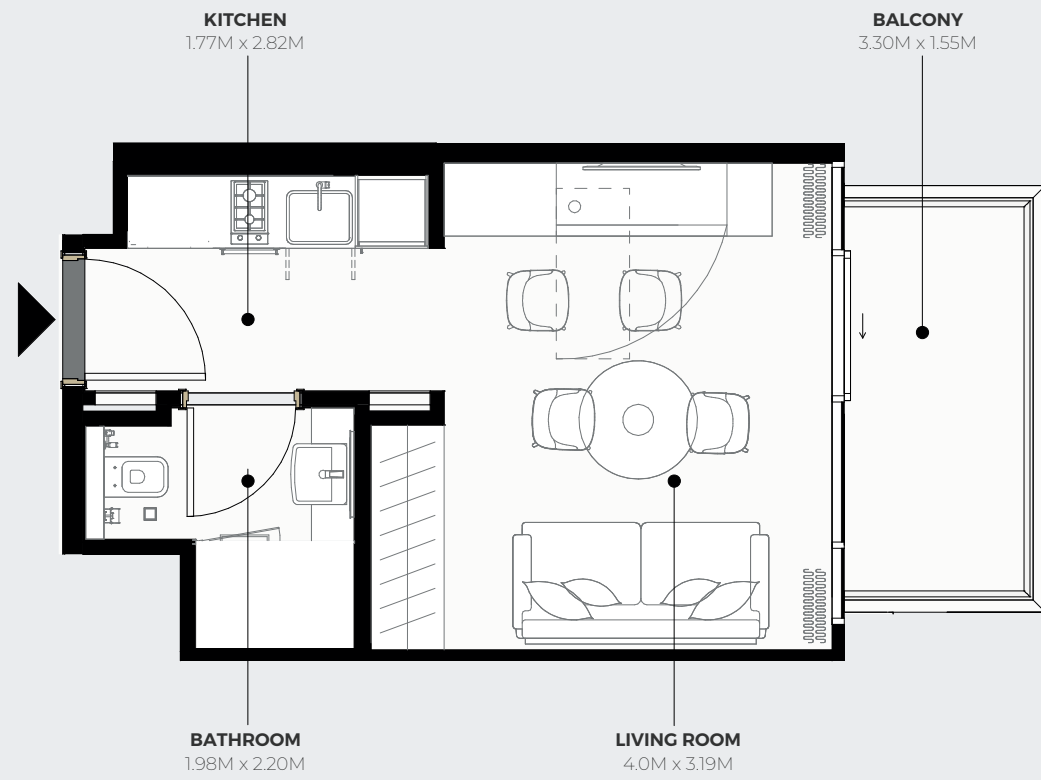 KITCHEN
1.77M x 2.82M
BALCONY
3.30M x 1.55M
BATHROOM
1.98M x 2.20M
LIVING ROOM
4.0M x 3.19M